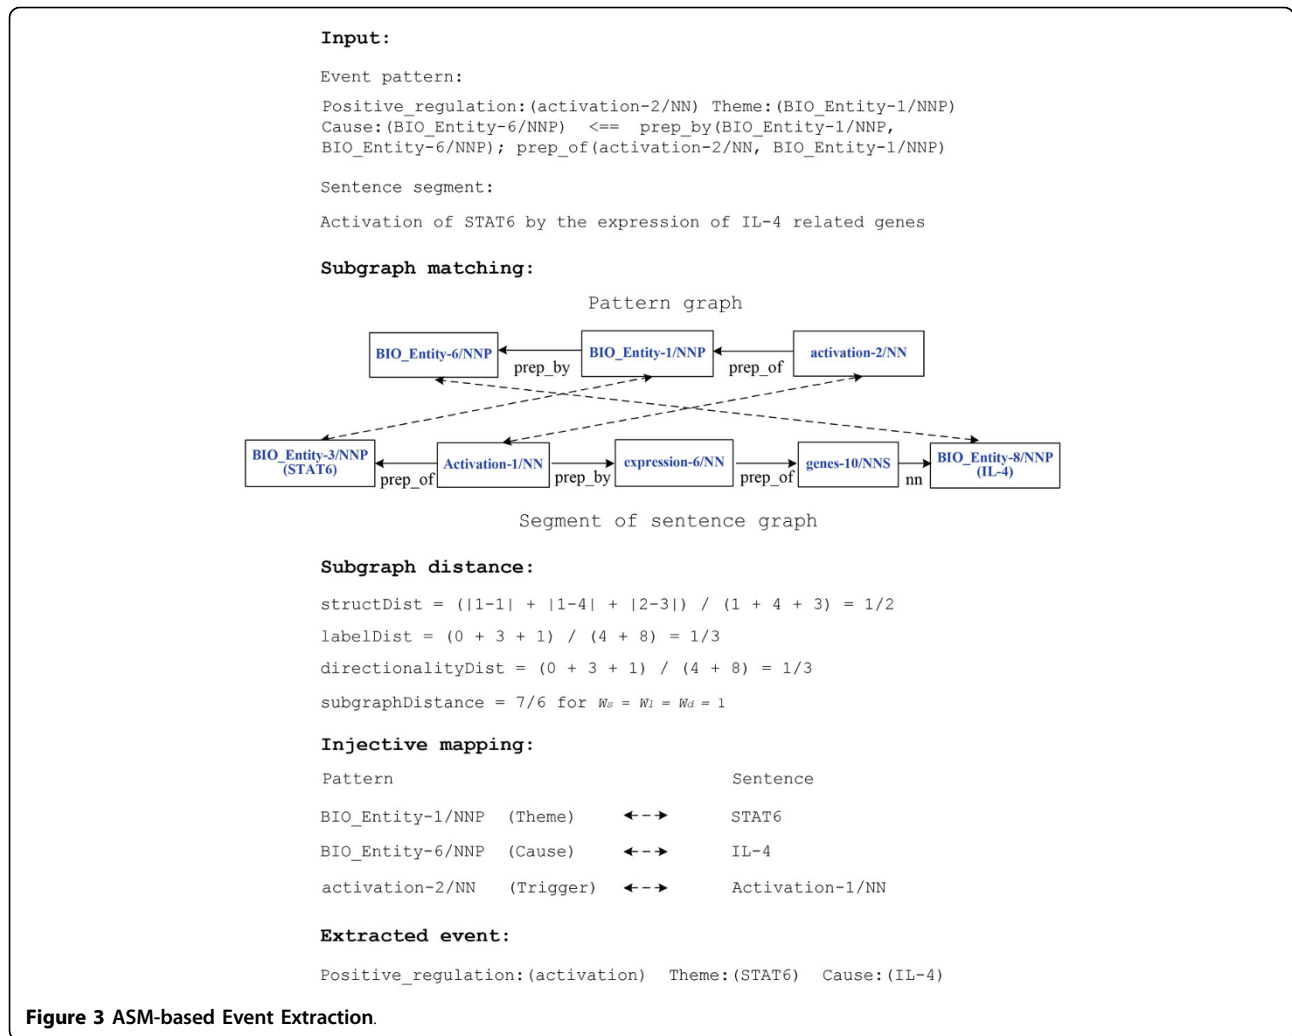 Input:
Event pattern:
Positive_regulation:(activation-2/NN) Theme:(BIO_Entity-1/NNP)
Cause:(BIO_Entity-6/NNP) <== prep_by(BIO_Entity-1/NNP,
BIO_Entity-6/NNP); prep_of(activation-2/NN, BIO_Entity-1/NNP)
Sentence segment:
Activation of STAT6 by the expression of IL-4 related genes
Subgraph matching:
Pattern graph
BIO_Entity-6/NNP prep_by BIO_Entity-1/NNP prep_of activation-2/NN
BIO_Entity-3/NNP
(STAT6) prep_of Activation-1/NN prep_by expression-6/NN prep_of genes-10/NNS nn BIO_Entity-8/NNP
(IL-4)
Segment of sentence graph
Subgraph distance:
structDist = (|1-1| + |1-4| + |2-3|) / (1 + 4 + 3) = 1/2
labelDist = (0 + 3 + 1) / (4 + 8) = 1/3
directionalityDist = (0 + 3 + 1) / (4 + 8) = 1/3
subgraphDistance = 7/6 for Ws = Wl = Wd = 1
Injective mapping:
Pattern Sentence
BIO_Entity-1/NNP (Theme) STAT6
BIO_Entity-6/NNP (Cause) IL-4
activation-2/NN (Trigger) Activation-1/NN
Extracted event:
Positive_regulation:(activation) Theme:(STAT6) Cause:(IL-4)
Figure 3 ASM-based Event Extraction.